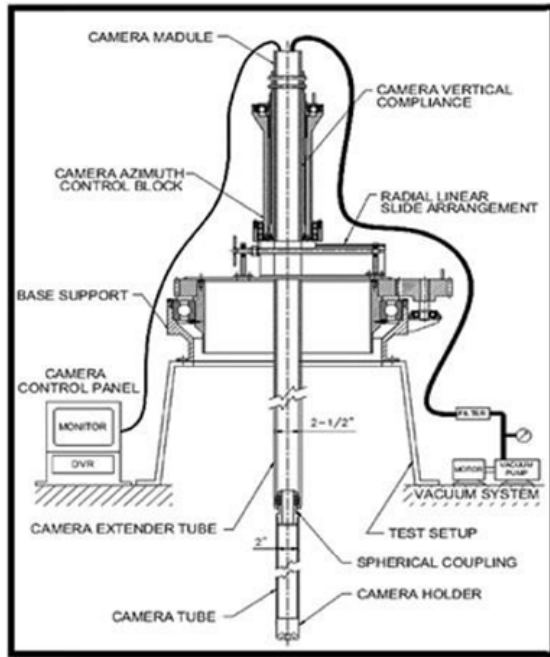 CAMERA MADULE
CAMERA VERTICAL
COMPLIANCE
CAMERA AZIMUTH
CONTROL BLOCK
RADIAL LINEAR
SLIDE ARRANGEMENT
BASE SUPPORT
CAMERA
CONTROL PANEL
MONITOR
DVR
2-1/2"
FILTER
MOTOR
VACUUM
PUMP
VACUUM SYSTEM
CAMERA EXTENDER TUBE
TEST SETUP
2"
SPHERICAL COUPLING
CAMERA TUBE
CAMERA HOLDER